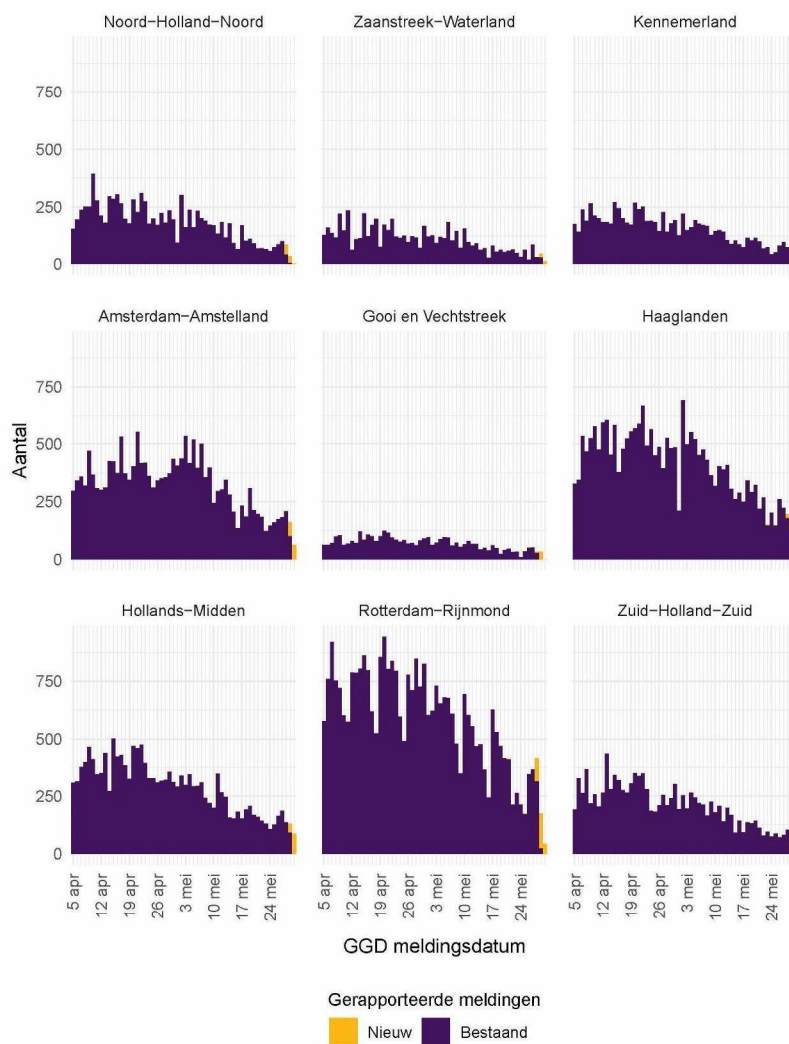 Noord−Holland−Noord
Zaanstreek−Waterland
Kennemerland
750
500
250
0
Amsterdam−Amstelland
Gooi en Vechtstreek
Haaglanden
750
500
250
0
Aantal
Hollands−Midden
Rotterdam−Rijnmond
Zuid−Holland−Zuid
750
500
250
0
5 apr
12 apr
19 apr
26 apr
3 mei
10 mei
17 mei
24 mei
5 apr
12 apr
19 apr
26 apr
3 mei
10 mei
17 mei
24 mei
5 apr
12 apr
19 apr
26 apr
3 mei
10 mei
17 mei
24 mei
GGD meldingsdatum
Gerapporteerde meldingen
Nieuw
Bestaand